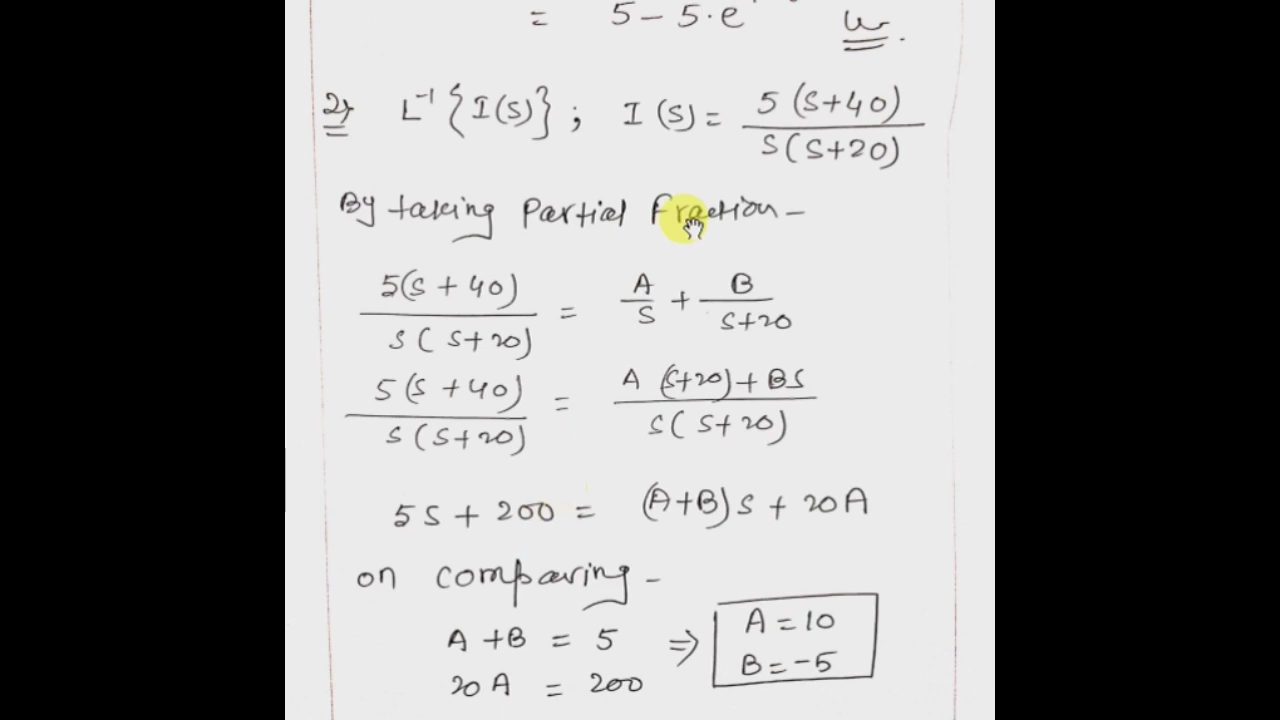 = 5 - 5.e
2) L⁻¹{I(S)} ; I(S) = 5(S+40) / S(S+20)
By taking Partial fraction -
5(S+40) / S(S+20) = A/S + B/S+20
5(S+40) / S(S+20) = A(S+20)+BS / S(S+20)
5S + 200 = (A+B)S + 20A
on comparing -
A+B = 5 ⇒ A = 10
20A = 200 B = -5